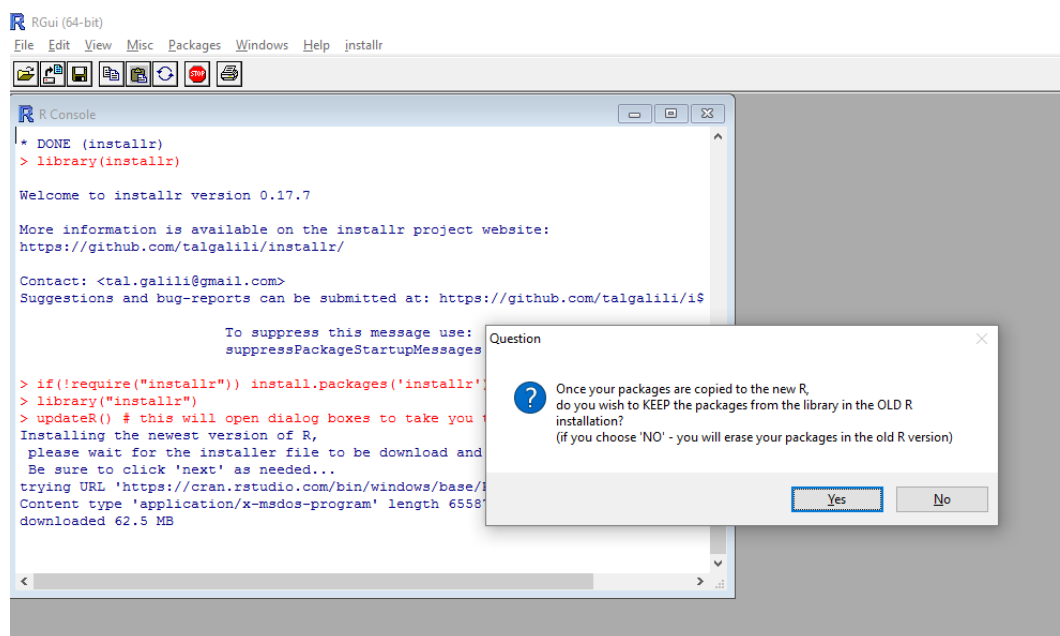 RGui (64-bit)
File Edit View Misc Packages Windows Help installr
STOP
R Console
* DONE (installr)
> library(installr)
Welcome to installr version 0.17.7
More information is available on the installr project website:
https://github.com/talgalili/installr/
Contact: <tal.galili@gmail.com>
Suggestions and bug-reports can be submitted at: https://github.com/talgalili/i$
To suppress this message use:
suppressPackageStartupMessages
> if(!require("installr")) install.packages('installr'
> library("installr")
> updateR() # this will open dialog boxes to take you
Installing the newest version of R,
please wait for the installer file to be download and
Be sure to click 'next' as needed...
trying URL 'https://cran.rstudio.com/bin/windows/base/
Content type 'application/x-msdos-program' length 6558
downloaded 62.5 MB
Question
Once your packages are copied to the new R,
do you wish to KEEP the packages from the library in the OLD R
installation?
(if you choose 'NO' - you will erase your packages in the old R version)
Yes No